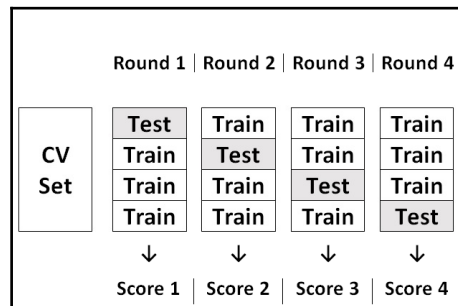 Round 1 | Round 2 | Round 3 | Round 4
CV Set
Test Train Train Train
Train Test Train Train
Train Train Test Train
Train Train Train Test
↓ ↓ ↓ ↓
Score 1 | Score 2 | Score 3 | Score 4